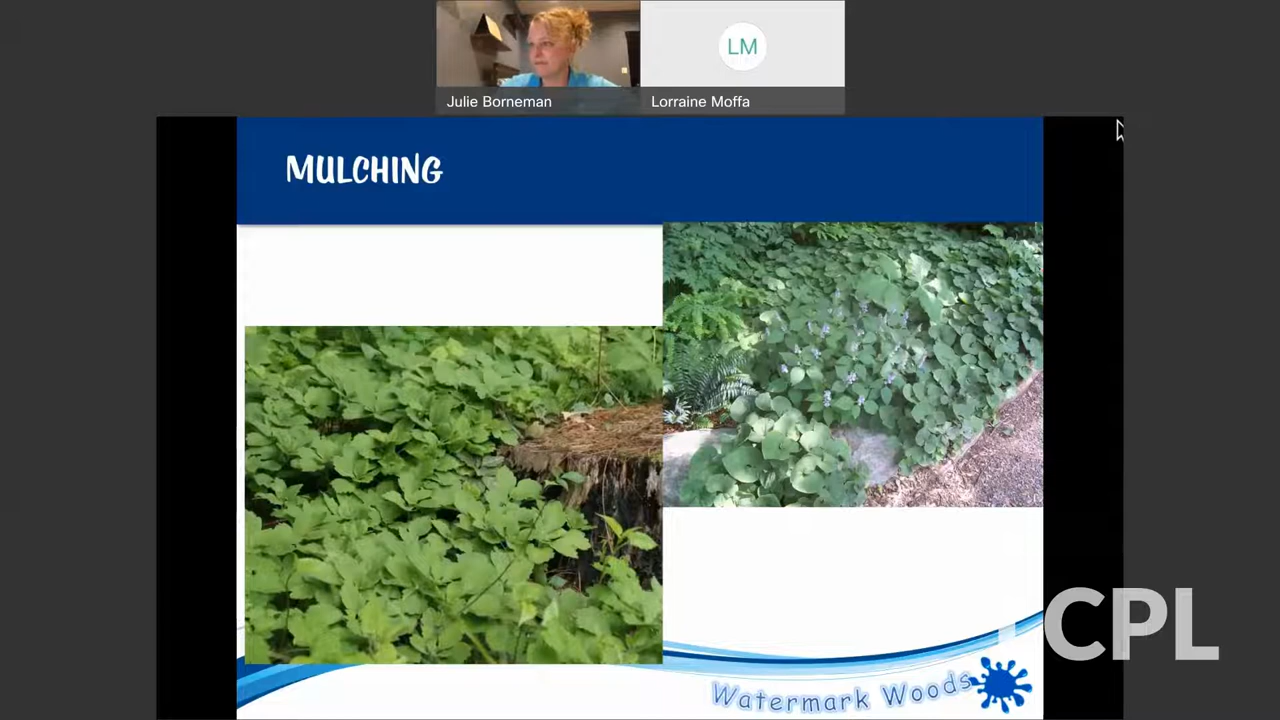 LM
Julie Borneman
Lorraine Moffa
MULCHING
CPL
Watermark Woods